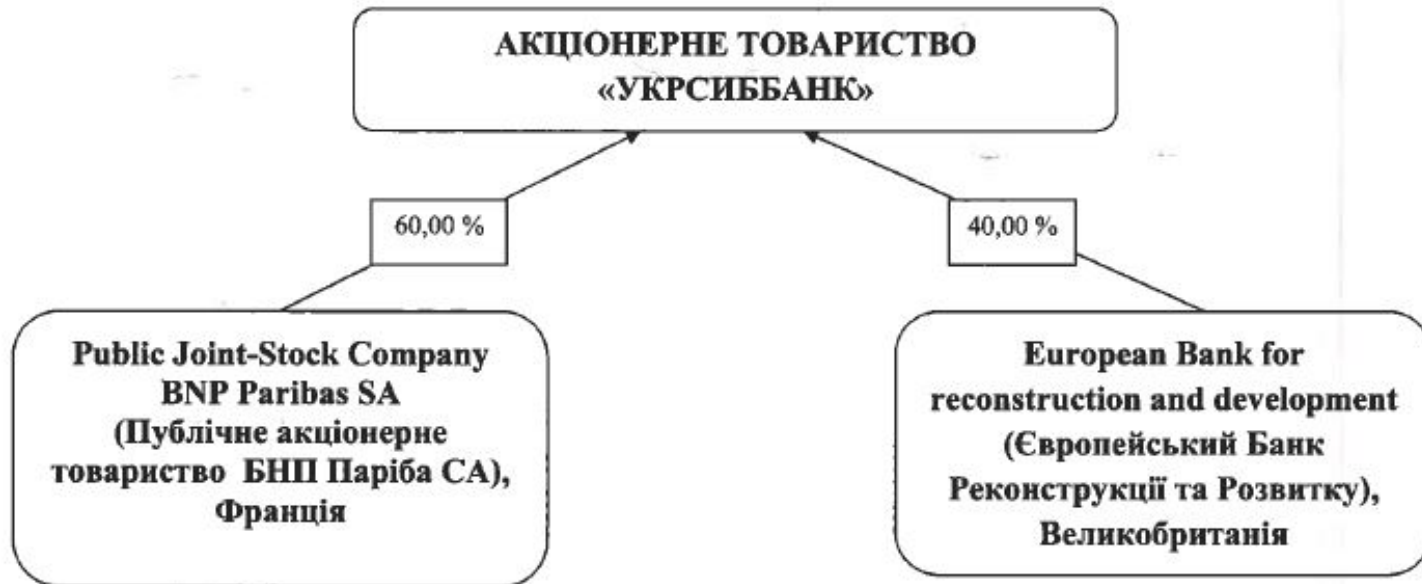 АКЦІОНЕРНЕ ТОВАРИСТВО
«УКРСИББАНК»
60,00 %
40,00 %
Public Joint-Stock Company
BNP Paribas SA
(Публічне акціонерне
товариство БНП Паріба СА),
Франція
European Bank for
reconstruction and development
(Європейський Банк
Реконструкції та Розвитку),
Великобританія